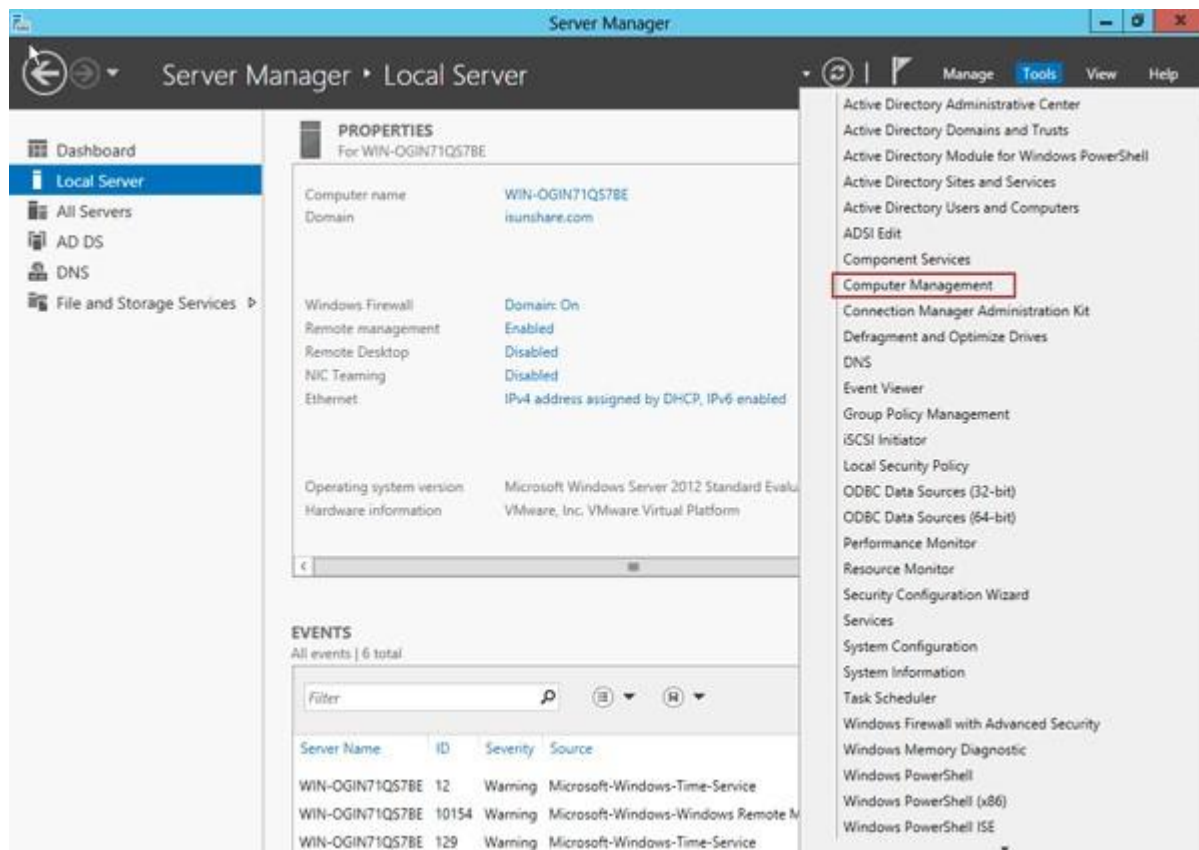 Server Manager
Server Manager • Local Server
Manage Tools View Help
Dashboard
Local Server
All Servers
AD DS
DNS
File and Storage Services
PROPERTIES
For WIN-OGIN71QS7BE
Computer name WIN-OGIN71QS7BE
Domain isunshare.com
Windows Firewall Domain: On
Remote management Enabled
Remote Desktop Disabled
NIC Teaming Disabled
Ethernet IPv4 address assigned by DHCP, IPv6 enabled
Operating system version Microsoft Windows Server 2012 Standard Evalu
Hardware information VMware, Inc. VMware Virtual Platform
EVENTS
All events | 6 total
Filter
Server Name ID Severity Source
WIN-OGIN71QS7BE 12 Warning Microsoft-Windows-Time-Service
WIN-OGIN71QS7BE 10154 Warning Microsoft-Windows-Windows Remote M
WIN-OGIN71QS7BE 129 Warning Microsoft-Windows-Time-Service
Active Directory Administrative Center
Active Directory Domains and Trusts
Active Directory Module for Windows PowerShell
Active Directory Sites and Services
Active Directory Users and Computers
ADSI Edit
Component Services
Computer Management
Connection Manager Administration Kit
Defragment and Optimize Drives
DNS
Event Viewer
Group Policy Management
iSCSI Initiator
Local Security Policy
ODBC Data Sources (32-bit)
ODBC Data Sources (64-bit)
Performance Monitor
Resource Monitor
Security Configuration Wizard
Services
System Configuration
System Information
Task Scheduler
Windows Firewall with Advanced Security
Windows Memory Diagnostic
Windows PowerShell
Windows PowerShell (x86)
Windows PowerShell ISE